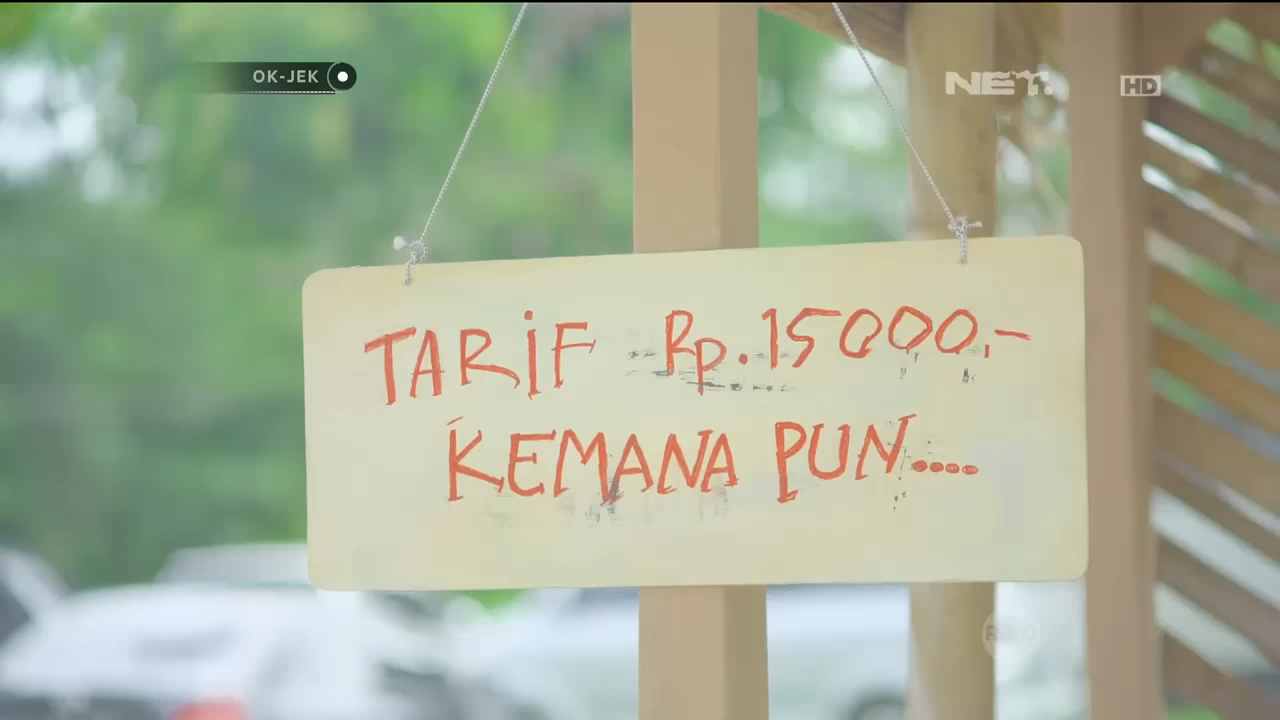 OK-JEK
NET.
HD
TARIF Rp.15000,-
KEMANA PUN.....